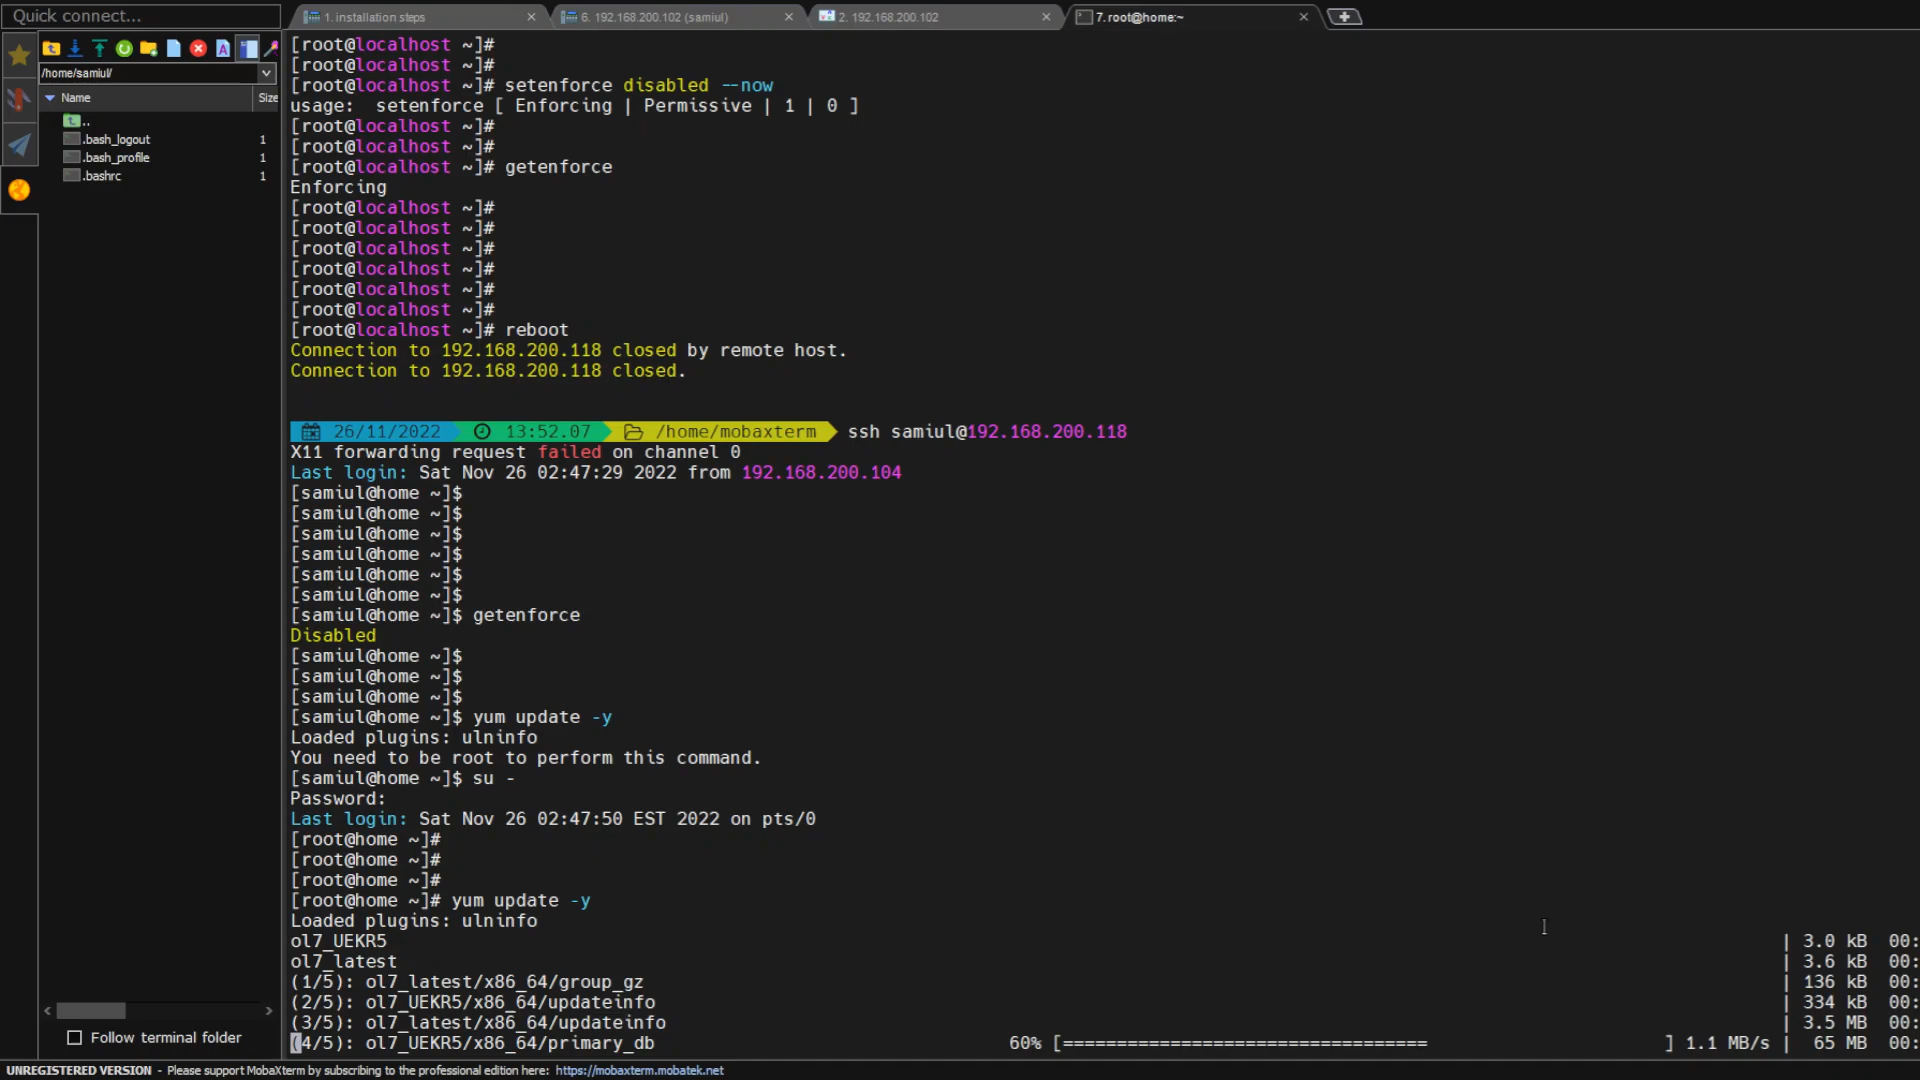 Quick connect...
1. installation steps
6. 192.168.200.102 (samiul)
2. 192.168.200.102
7. root@home:~
/home/samiul/
Name Size
..
.bash_logout 1
.bash_profile 1
.bashrc 1
Follow terminal folder
[root@localhost ~]#
[root@localhost ~]#
[root@localhost ~]# setenforce disabled --now
usage:  setenforce [ Enforcing | Permissive | 1 | 0 ]
[root@localhost ~]#
[root@localhost ~]#
[root@localhost ~]# getenforce
Enforcing
[root@localhost ~]#
[root@localhost ~]#
[root@localhost ~]#
[root@localhost ~]#
[root@localhost ~]#
[root@localhost ~]#
[root@localhost ~]# reboot
Connection to 192.168.200.118 closed by remote host.
Connection to 192.168.200.118 closed.
26/11/2022 13:52.07 /home/mobaxterm ssh samiul@192.168.200.118
X11 forwarding request failed on channel 0
Last login: Sat Nov 26 02:47:29 2022 from 192.168.200.104
[samiul@home ~]$
[samiul@home ~]$
[samiul@home ~]$
[samiul@home ~]$
[samiul@home ~]$
[samiul@home ~]$
[samiul@home ~]$ getenforce
Disabled
[samiul@home ~]$
[samiul@home ~]$
[samiul@home ~]$
[samiul@home ~]$ yum update -y
Loaded plugins: ulninfo
You need to be root to perform this command.
[samiul@home ~]$ su -
Password:
Last login: Sat Nov 26 02:47:50 EST 2022 on pts/0
[root@home ~]#
[root@home ~]#
[root@home ~]#
[root@home ~]# yum update -y
Loaded plugins: ulninfo
ol7_UEKR5 | 3.0 kB 00:
ol7_latest | 3.6 kB 00:
(1/5): ol7_latest/x86_64/group_gz | 136 kB 00:
(2/5): ol7_UEKR5/x86_64/updateinfo | 334 kB 00:
(3/5): ol7_latest/x86_64/updateinfo | 3.5 MB 00:
(4/5): ol7_UEKR5/x86_64/primary_db 60% [================================== ] 1.1 MB/s | 65 MB 00:
UNREGISTERED VERSION - Please support MobaXterm by subscribing to the professional edition here: https://mobaxterm.mobatek.net